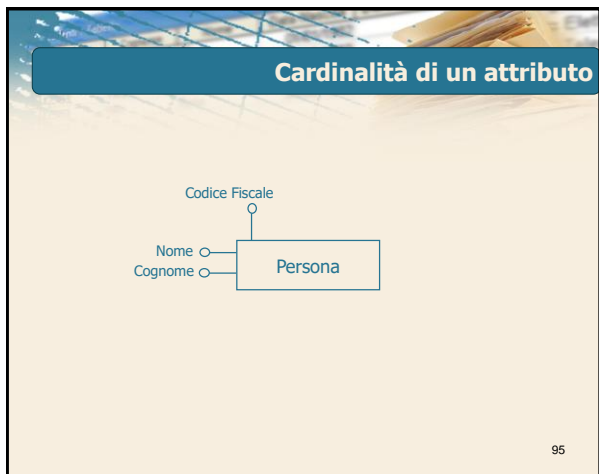 Cardinalità di un attributo
Codice Fiscale
Nome
Cognome
Persona
95